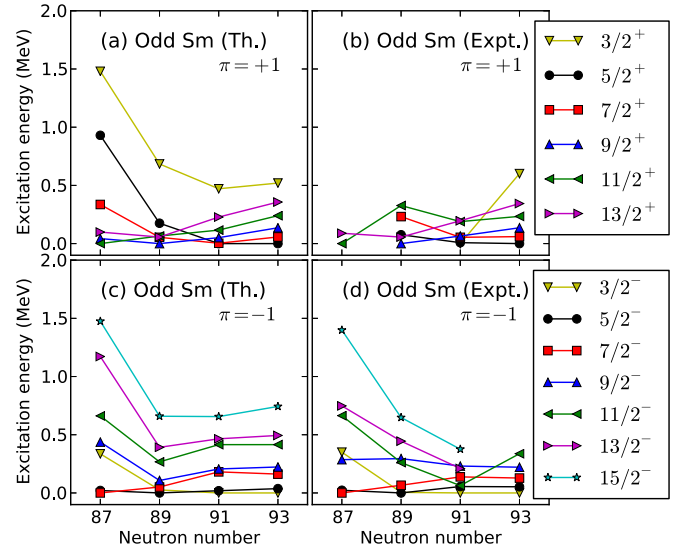 2.0
1.5
1.0
0.5
0.0
Excitation energy (MeV)
(a) Odd Sm (Th.)
π = +1
(b) Odd Sm (Expt.)
π = +1
3/2⁺
5/2⁺
7/2⁺
9/2⁺
11/2⁺
13/2⁺
2.0
1.5
1.0
0.5
0.0
Excitation energy (MeV)
(c) Odd Sm (Th.)
π = −1
(d) Odd Sm (Expt.)
π = −1
3/2⁻
5/2⁻
7/2⁻
9/2⁻
11/2⁻
13/2⁻
15/2⁻
87 89 91 93
87 89 91 93
Neutron number
Neutron number